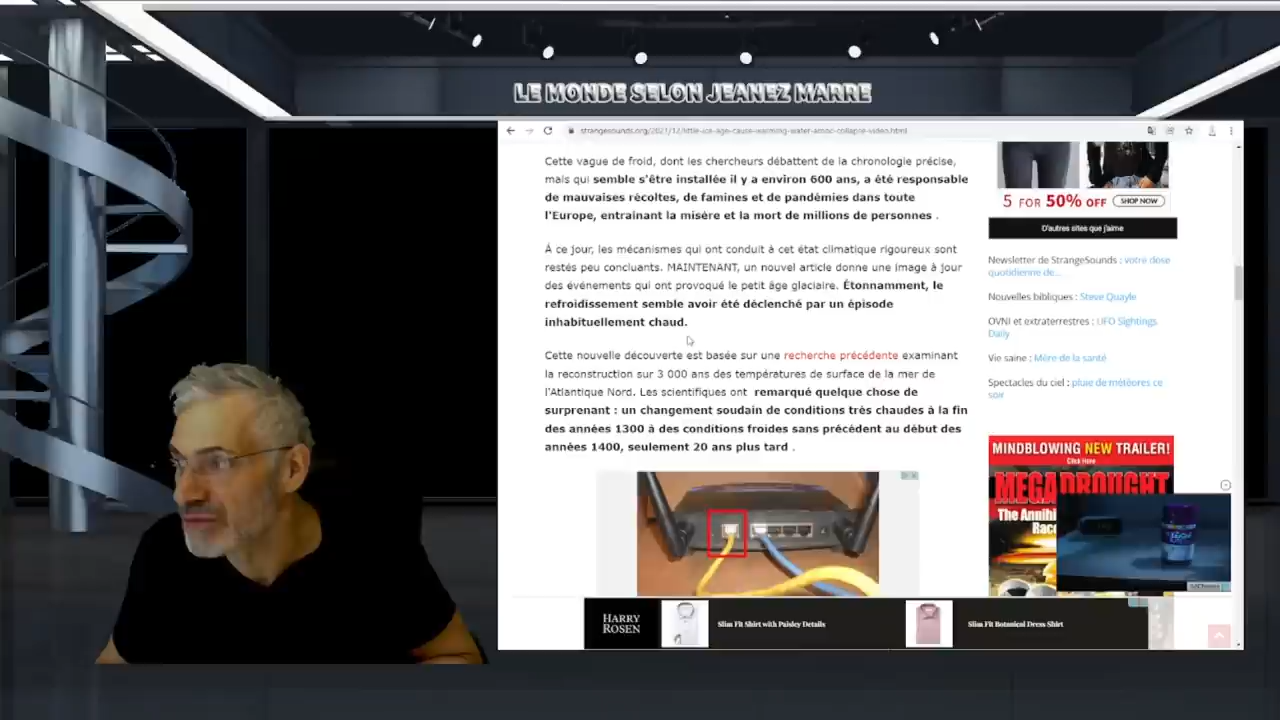 LE MONDE SELON JEANEZ MARRE
strangesounds.org/2021/12/little-ice-age-cause-warming-water-amoc-collapse-video.html
Cette vague de froid, dont les chercheurs débattent de la chronologie précise,
mais qui semble s'être installée il y a environ 600 ans, a été responsable
de mauvaises récoltes, de famines et de pandémies dans toute
l'Europe, entraînant la misère et la mort de millions de personnes .
À ce jour, les mécanismes qui ont conduit à cet état climatique rigoureux sont
restés peu concluants. MAINTENANT, un nouvel article donne une image à jour
des événements qui ont provoqué le petit âge glaciaire. Étonnamment, le
refroidissement semble avoir été déclenché par un épisode
inhabituellement chaud.
Cette nouvelle découverte est basée sur une recherche précédente examinant
la reconstruction sur 3 000 ans des températures de surface de la mer de
l'Atlantique Nord. Les scientifiques ont remarqué quelque chose de
surprenant : un changement soudain de conditions très chaudes à la fin
des années 1300 à des conditions froides sans précédent au début des
années 1400, seulement 20 ans plus tard .
5 FOR 50% OFF
SHOP NOW
D'autres sites que j'aime
Newsletter de StrangeSounds : votre dose
quotidienne de...
Nouvelles bibliques : Steve Quayle
OVNI et extraterrestres : UFO Sightings
Daily
Vie saine : Mère de la santé
Spectacles du ciel : pluie de météores ce
soir
MINDBLOWING NEW TRAILER!
Click Here
MEGADROUGHT
The Annihi
Race
HARRY
ROSEN
Slim Fit Shirt with Paisley Details
Slim Fit Botanical Dress Shirt